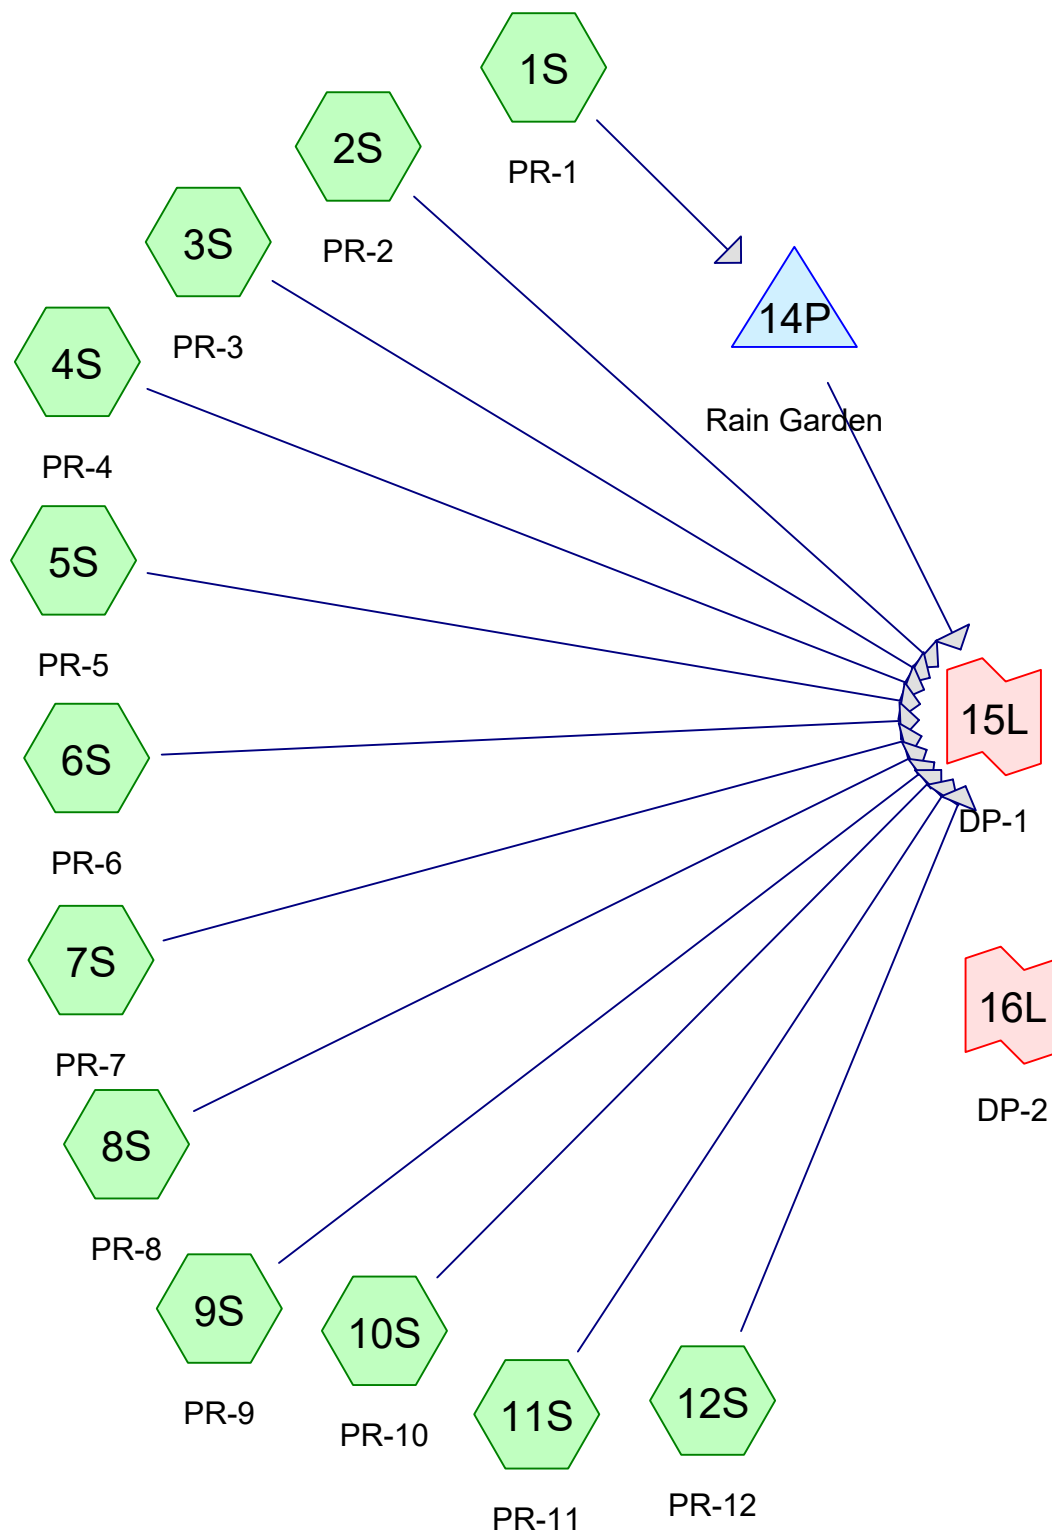 1S
PR-1
2S
PR-2
3S
PR-3
14P
Rain Garden
4S
PR-4
5S
PR-5
15L
DP-1
6S
PR-6
7S
PR-7
16L
DP-2
8S
PR-8
9S
PR-9
10S
PR-10
11S
PR-11
12S
PR-12